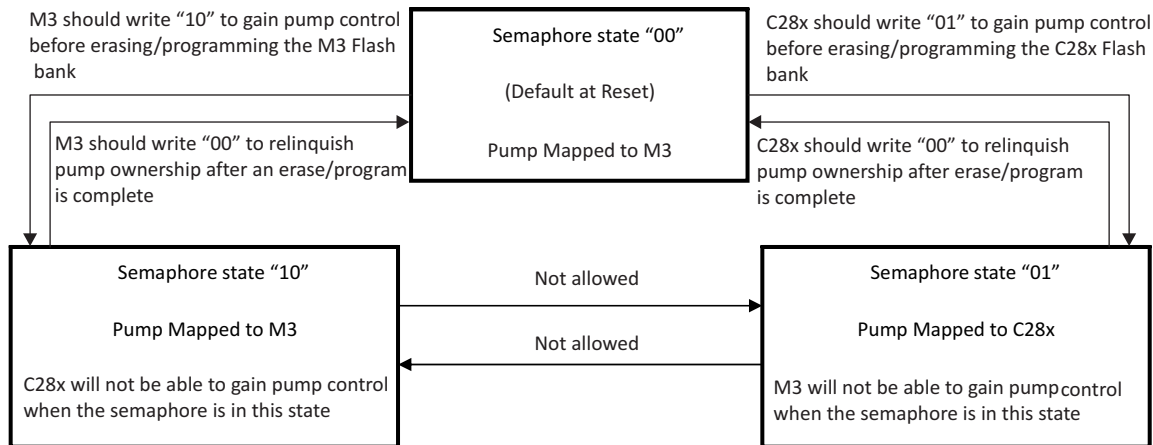 M3 should write “10” to gain pump control
before erasing/programming the M3 Flash
bank
Semaphore state “00”
(Default at Reset)
Pump Mapped to M3
C28x should write “01” to gain pump control
before erasing/programming the C28x Flash
bank
M3 should write “00” to relinquish
pump ownership after an erase/program
is complete
C28x should write “00” to relinquish
pump ownership after erase/program
is complete
Semaphore state “10”
Pump Mapped to M3
C28x will not be able to gain pump control
when the semaphore is in this state
Not allowed
Not allowed
Semaphore state “01”
Pump Mapped to C28x
M3 will not be able to gain pump control
when the semaphore is in this state